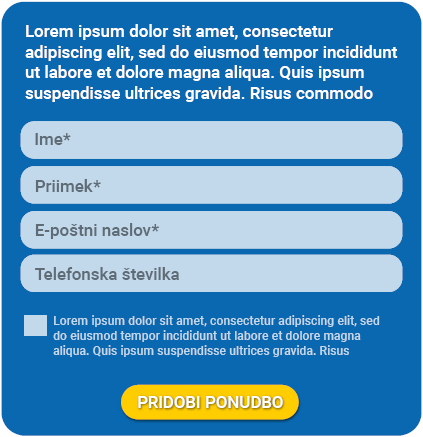 Lorem ipsum dolor sit amet, consectetur
adipiscing elit, sed do eiusmod tempor incididunt
ut labore et dolore magna aliqua. Quis ipsum
suspendisse ultrices gravida. Risus commodo
Ime*
Priimek*
E-poštni naslov*
Telefonska številka
Lorem ipsum dolor sit amet, consectetur adipiscing elit, sed
do eiusmod tempor incididunt ut labore et dolore magna
aliqua. Quis ipsum suspendisse ultrices gravida. Risus
PRIDOBI PONUDBO